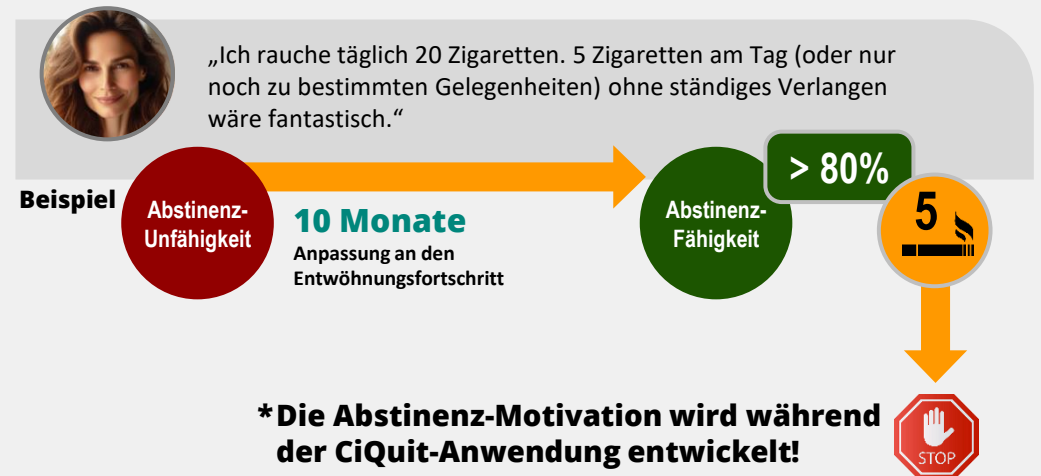 „Ich rauche täglich 20 Zigaretten. 5 Zigaretten am Tag (oder nur
noch zu bestimmten Gelegenheiten) ohne ständiges Verlangen
wäre fantastisch.“
Beispiel
Abstinenz-
Unfähigkeit
10 Monate
Anpassung an den
Entwöhnungsfortschritt
Abstinenz-
Fähigkeit
> 80%
5
*Die Abstinenz-Motivation wird während
der CiQuit-Anwendung entwickelt!
STOP